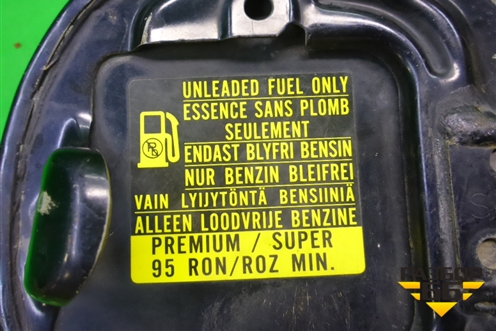 UNLEADED FUEL ONLY
ESSENCE SANS PLOMB
SEULEMENT
ENDAST BLYFRI BENSIN
NUR BENZIN BLEIFREI
VAIN LYIJYTÖNTÄ BENSIINIÄ
ALLEEN LOODVRIJE BENZINE
PREMIUM / SUPER
95 RON/ROZ MIN.